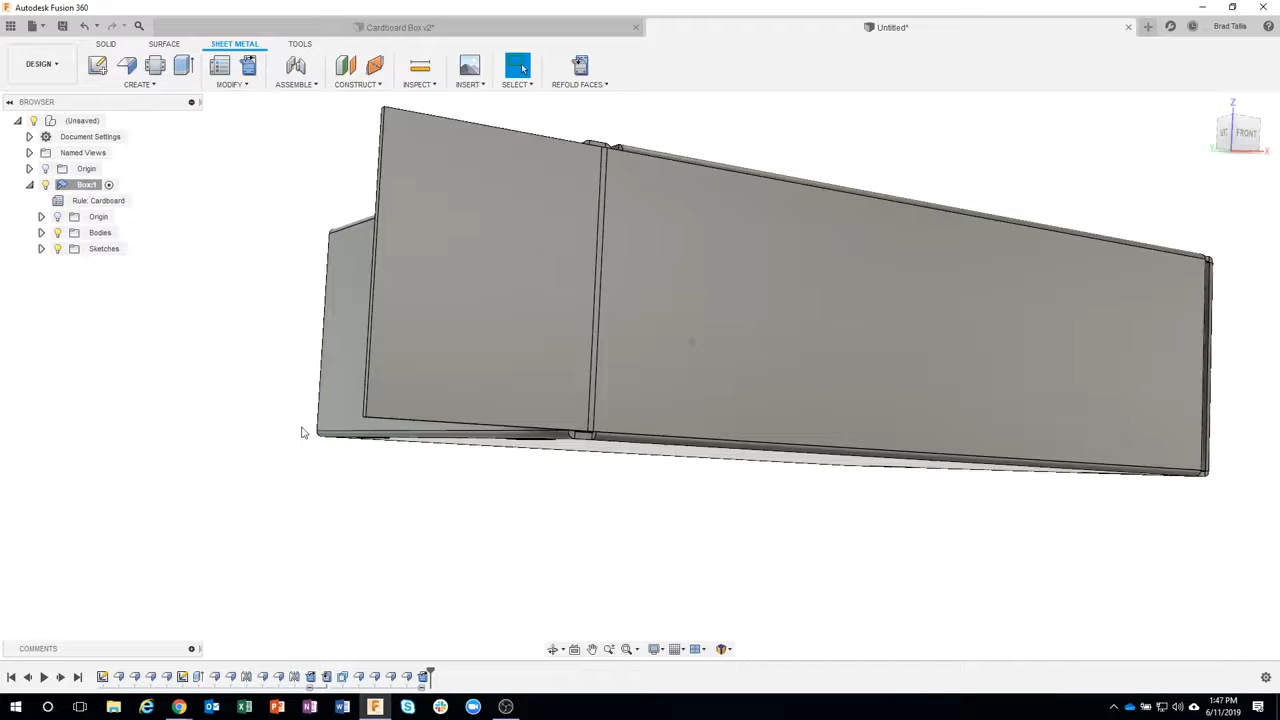 Autodesk Fusion 360
Cardboard Box v2*
Untitled*
Brad Tallis
DESIGN
SOLID
SURFACE
SHEET METAL
TOOLS
CREATE
MODIFY
ASSEMBLE
CONSTRUCT
INSPECT
INSERT
SELECT
REFOLD FACES
BROWSER
(Unsaved)
Document Settings
Named Views
Origin
Box:1
Rule: Cardboard
Origin
Bodies
Sketches
Z
LEFT
FRONT
Y
X
COMMENTS
1:47 PM
6/11/2019